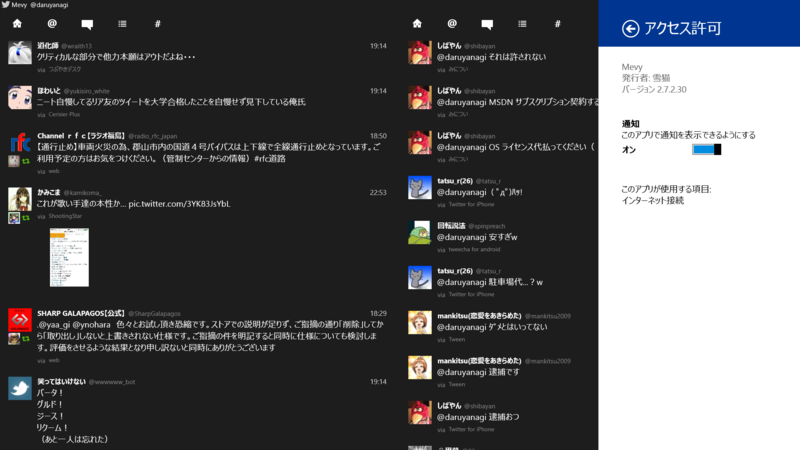 Mevy @daruyanagi
@
#
道化師 @wraith13 19:14
クリティカルな部分で他力本願はアウトだよね・・・
via つぶやきデスク
ほわいと @yukisiro_white 19:14
ニート自慢してるリア友のツイートを大学合格したことを自慢せず見下している俺氏
via Cerisier Plus
Channel ｒｆｃ【ラジオ福島】 @radio_rfc_japan 18:50
【通行止め】車両火災の為、郡山市内の国道４号バイパスは上下線で全線通行止めとなっています。ご
利用予定の方はお気をつけください。（管制センターからの情報）#rfc道路
via web
かみこま @kamikoma_ 22:53
これが歌い手達の本性か... pic.twitter.com/3YK83JsYbL
via ShootingStar
SHARP GALAPAGOS【公式】 @SharpGalapagos 18:29
.@yaa_gi @ynohara 色々とお試し頂き恐縮です。ストアでの説明が足りず、ご指摘の通り「削除」してか
ら「取り出し」しないと上書きされない仕様です。ご指摘の件を明記すると同時に仕様についても検討しま
す。評価をさせるような結果となり申し訳ないと同時にありがとうございます
via web
笑ってはいけない @wwwwww_bot 19:14
バータ！
グルド！
ジース！
リクーム！
（あと一人は忘れた）
@
#
しばやん @shibayan
@daruyanagi それは許されない
via みについ
しばやん @shibayan
@daruyanagi MSDN サブスクリプション契約する
via みについ
しばやん @shibayan
@daruyanagi OS ライセンス代払ってください（
via みについ
tatsu_r(26) @tatsu_r
@daruyanagi （ ﾟдﾟ)ﾊｯ!
via Twitter for iPhone
回転説法 @spinpreach
@daruyanagi 安すぎw
via tweecha for android
tatsu_r(26) @tatsu_r
@daruyanagi 駐車場代...？w
via Twitter for iPhone
mankitsu(恋愛をあきらめた) @mankitsu2009
@daruyanagi ﾀﾞﾒとはいってない
via Tween
mankitsu(恋愛をあきらめた) @mankitsu2009
@daruyanagi 逮捕です
via Tween
しばやん @shibayan
@daruyanagi 逮捕おつ
via Twitter for iPhone
アクセス許可
Mevy
発行者: 雪猫
バージョン 2.7.2.30
通知
このアプリで通知を表示できるようにする
オン
このアプリが使用する項目:
インターネット接続